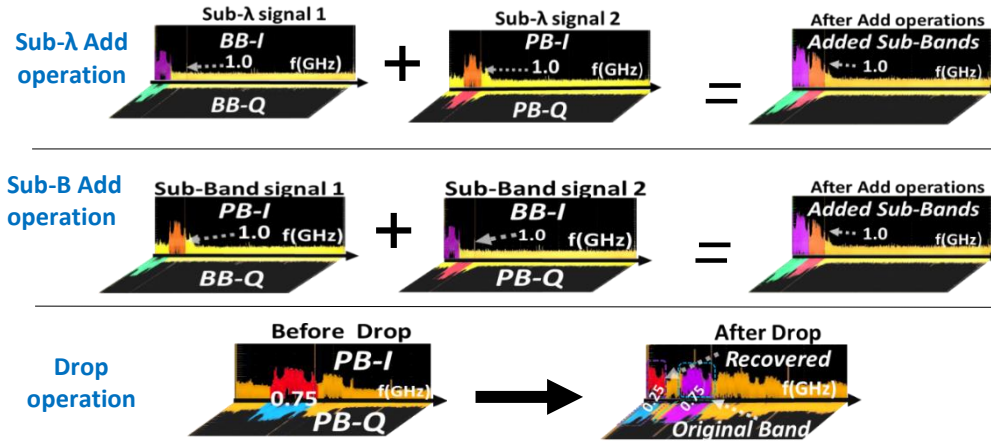 Sub-λ Add
operation
Sub-λ signal 1
BB-I
1.0
f(GHz)
BB-Q
+
Sub-λ signal 2
PB-I
1.0
f(GHz)
PB-Q
=
After Add operations
Added Sub-Bands
1.0
f(GHz)
Sub-B Add
operation
Sub-Band signal 1
PB-I
1.0
f(GHz)
BB-Q
+
Sub-Band signal 2
BB-I
1.0
f(GHz)
PB-Q
=
After Add operations
Added Sub-Bands
1.0
f(GHz)
Drop
operation
Before Drop
PB-I
f(GHz)
0.75
PB-Q
After Drop
Recovered
f(GHz)
0.25
0.75
Original Band